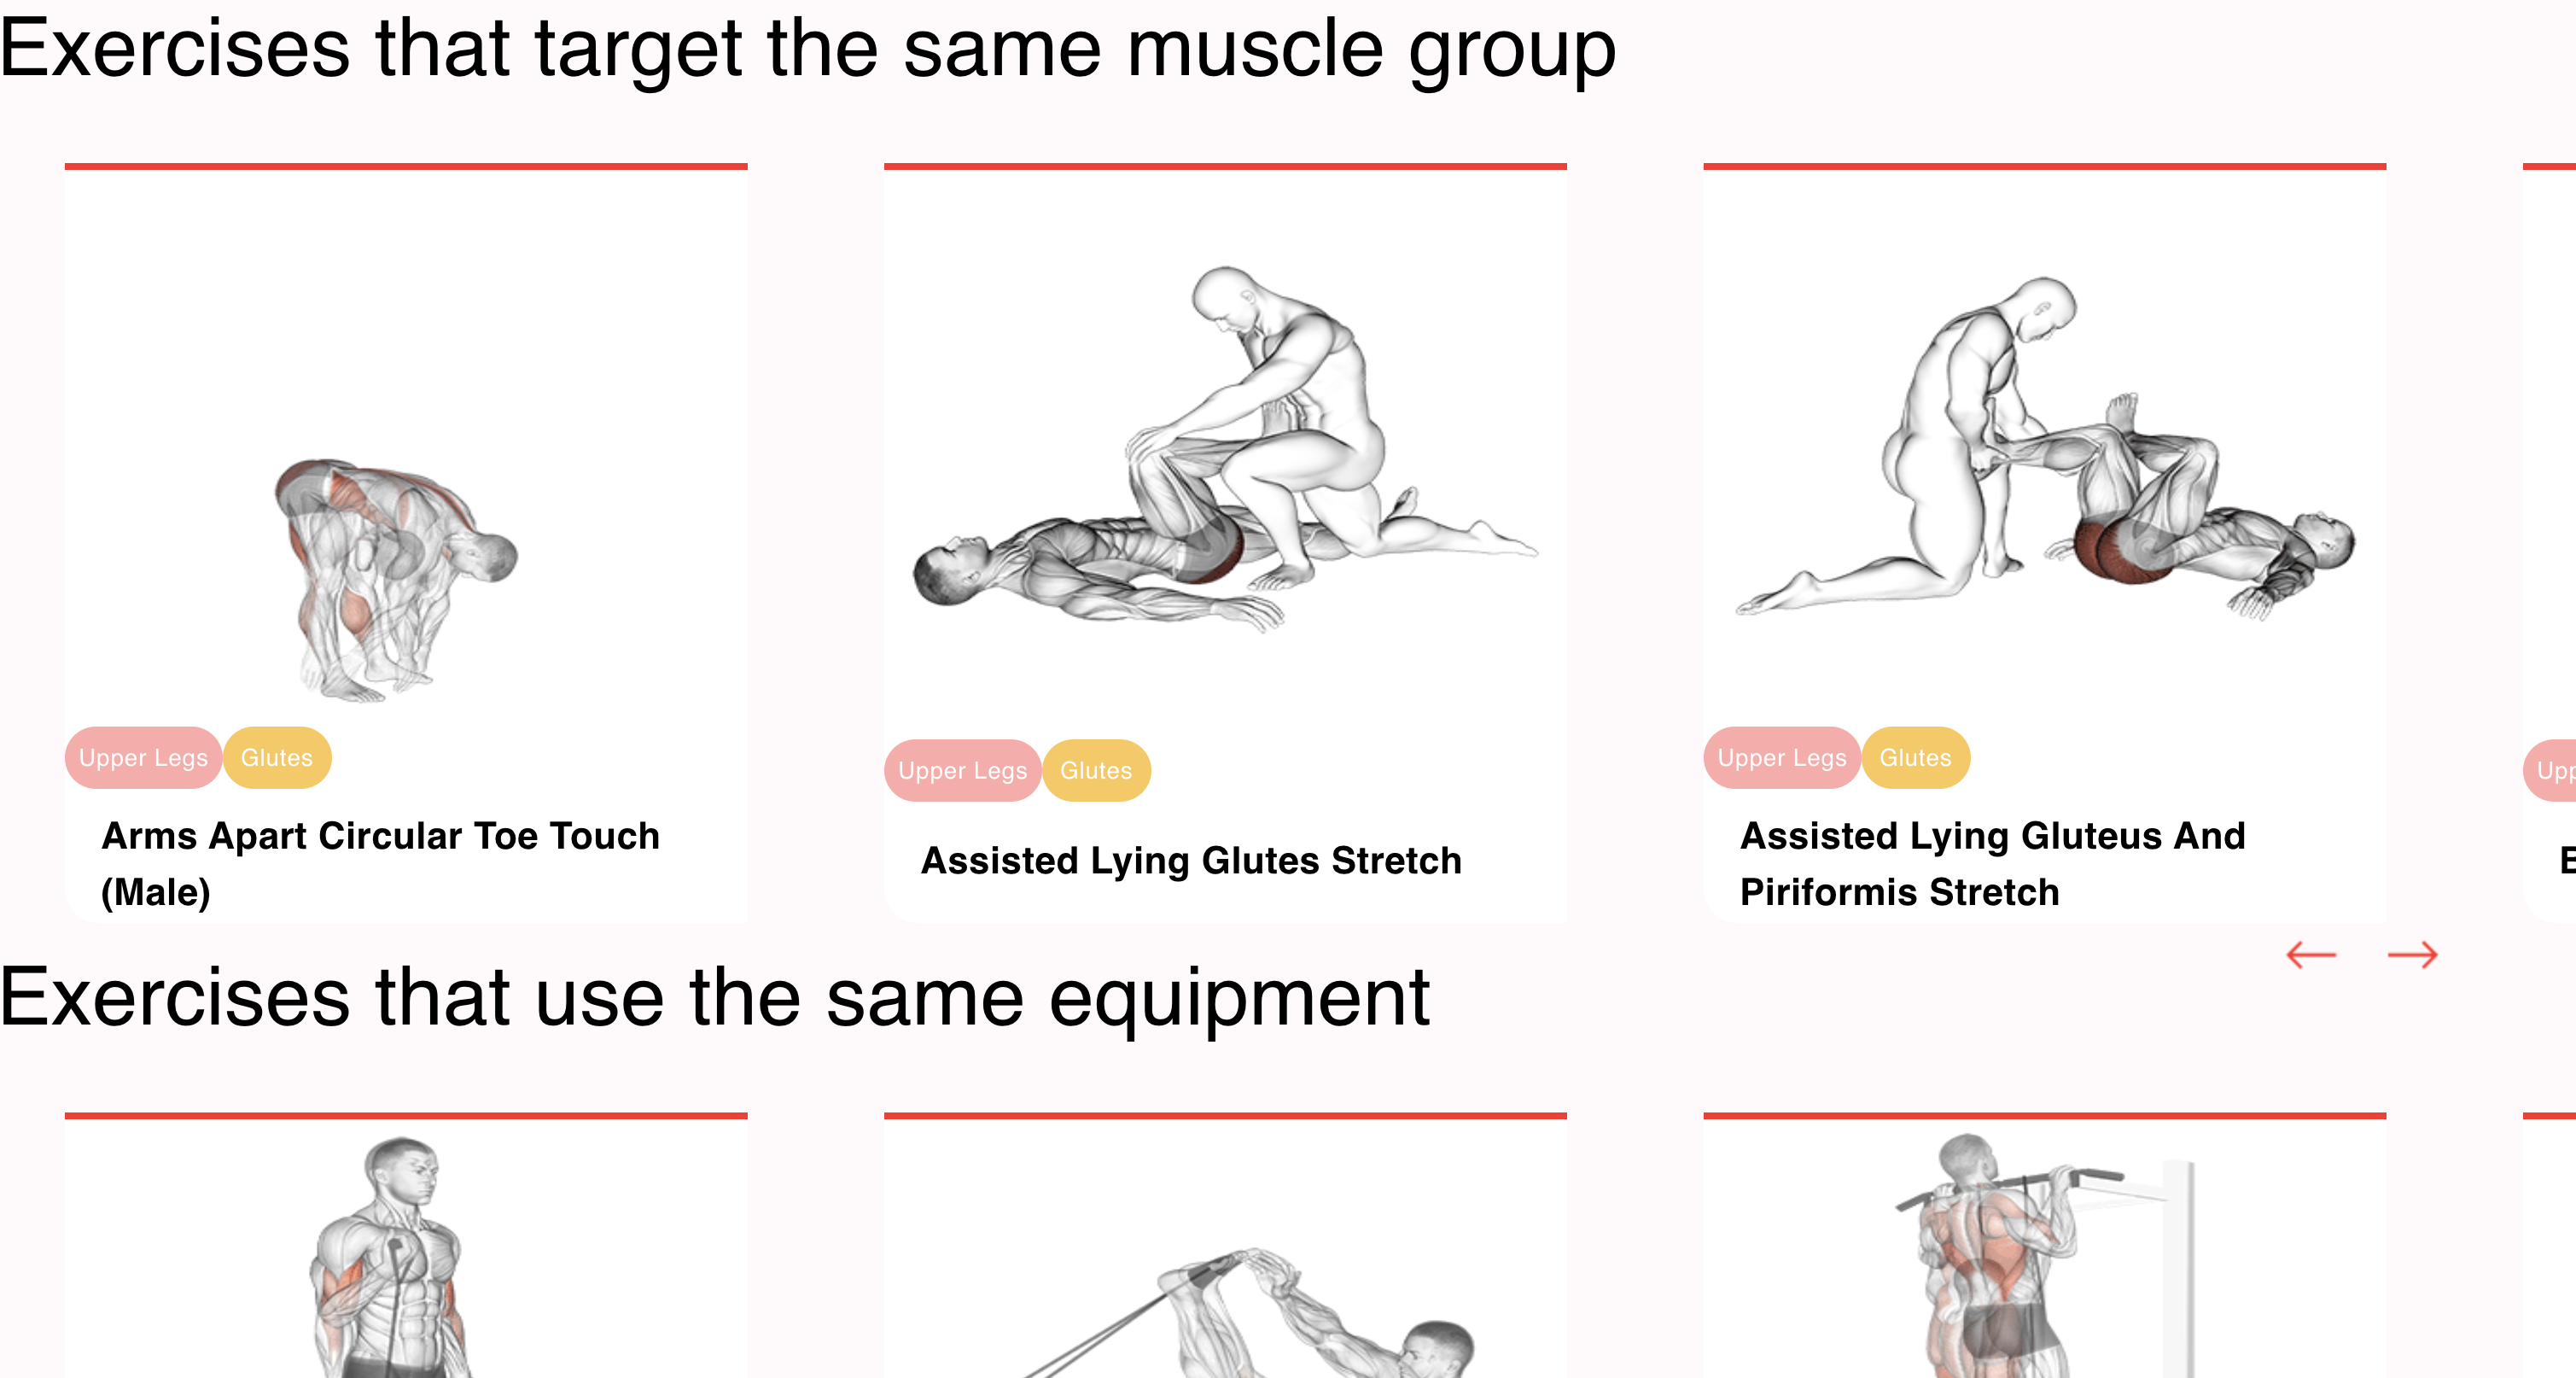 Exercises that target the same muscle group
Upper Legs Glutes
Arms Apart Circular Toe Touch
(Male)
Upper Legs Glutes
Assisted Lying Glutes Stretch
Upper Legs Glutes
Assisted Lying Gluteus And
Piriformis Stretch
Upp
Exercises that use the same equipment